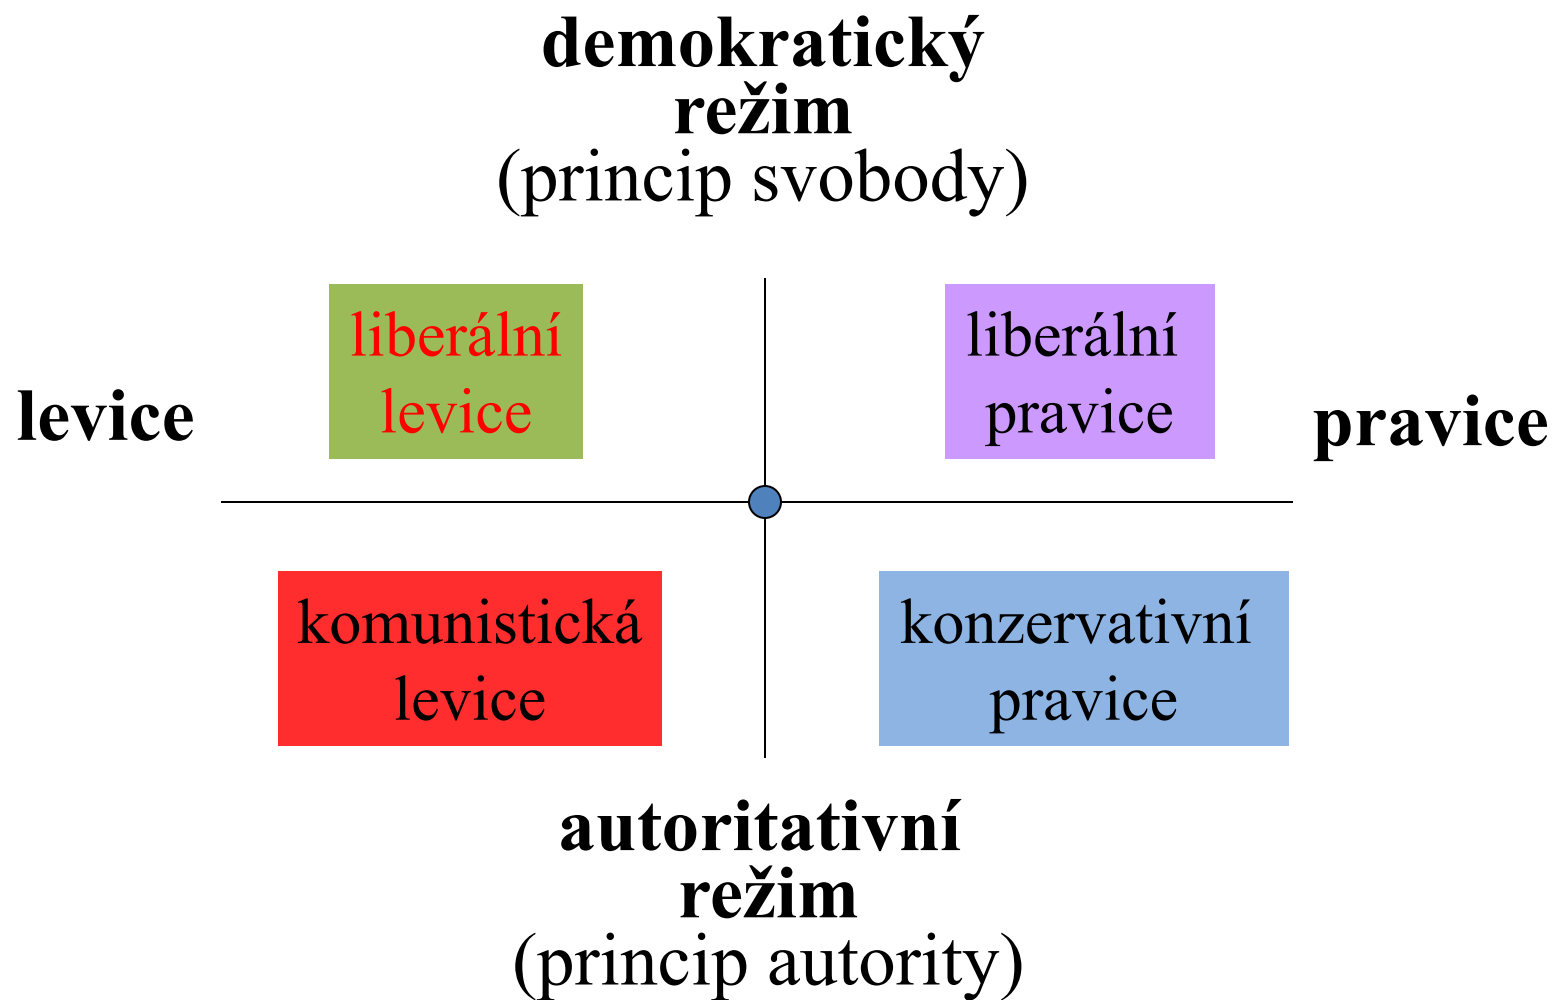 demokratický
režim
(princip svobody)
liberální
levice
liberální
pravice
levice
pravice
komunistická
levice
konzervativní
pravice
autoritativní
režim
(princip autority)